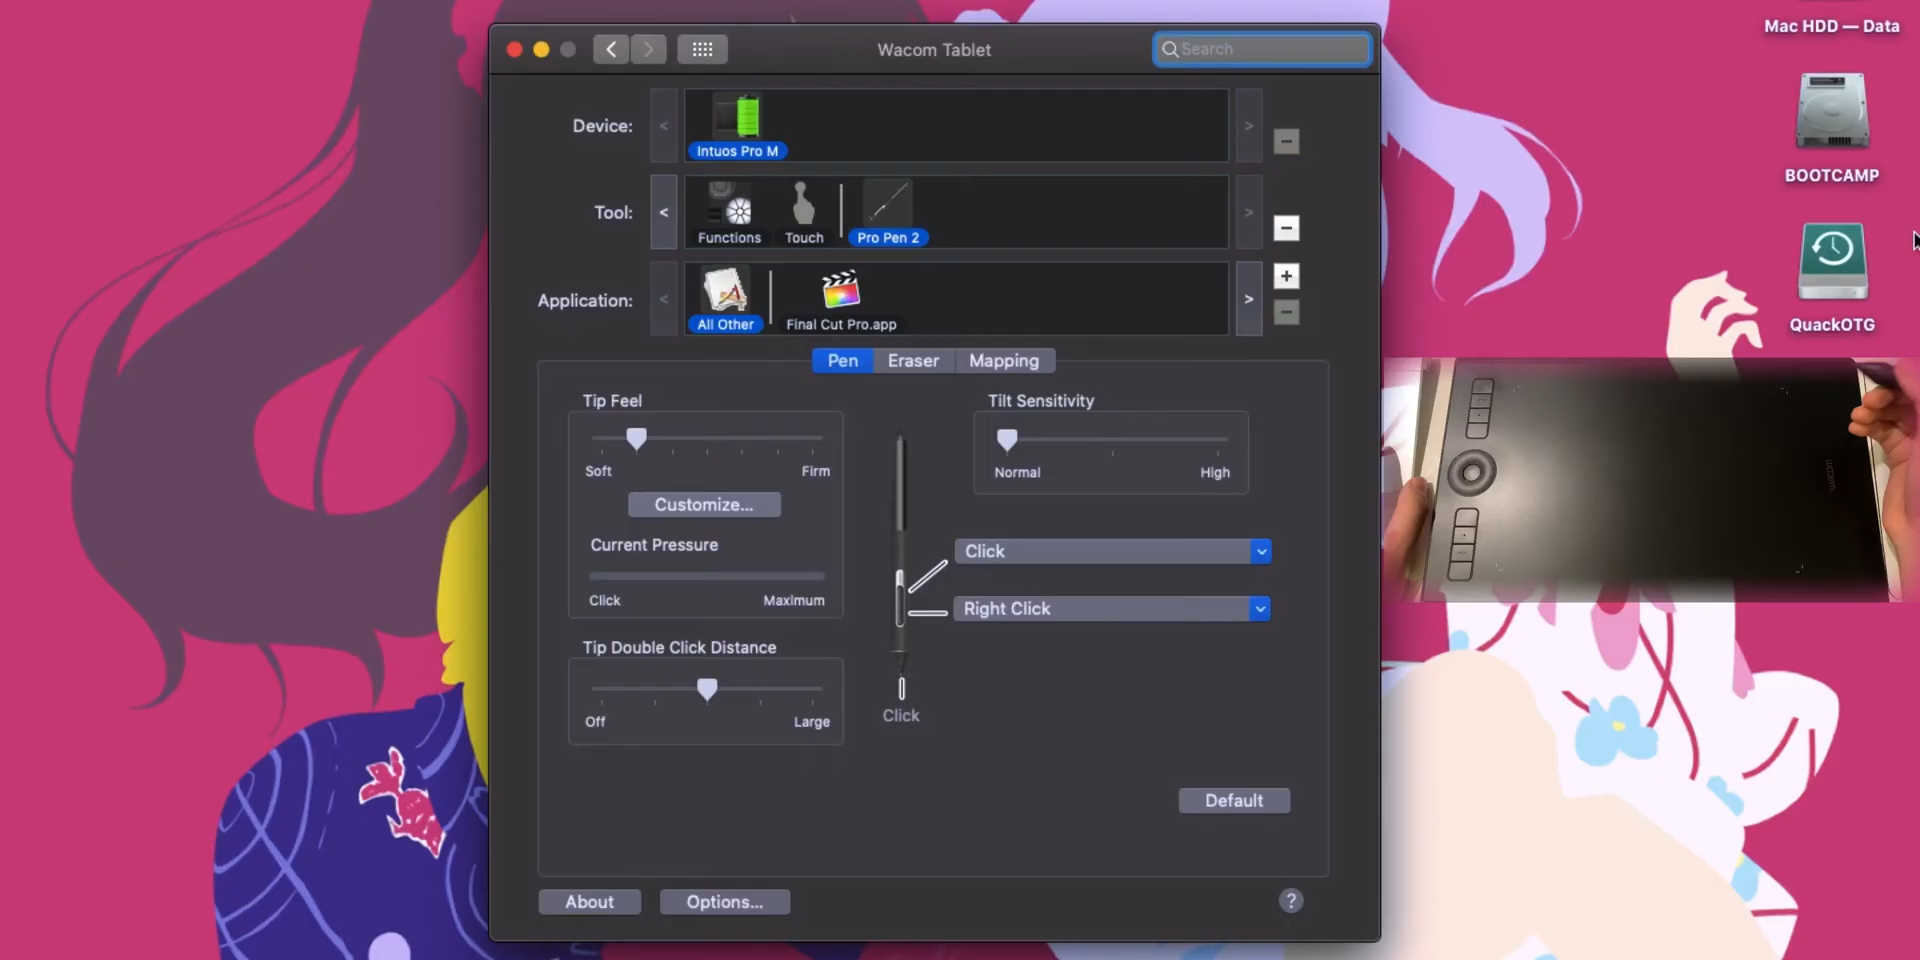 Wacom Tablet
Search
Device:
Intuos Pro M
Tool:
Functions
Touch
Pro Pen 2
Application:
All Other
Final Cut Pro.app
Pen
Eraser
Mapping
Tip Feel
Soft
Firm
Customize...
Current Pressure
Click
Maximum
Tip Double Click Distance
Off
Large
Tilt Sensitivity
Normal
High
Click
Right Click
Click
Default
About
Options...
?
Mac HDD — Data
BOOTCAMP
QuackOTG
wacom